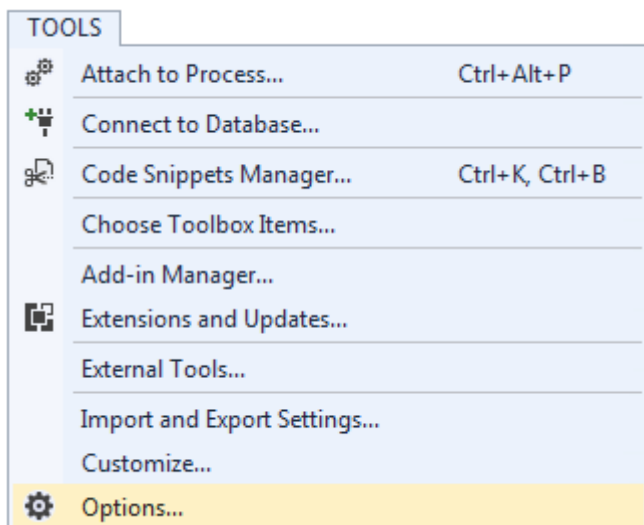 TOOLS
Attach to Process... Ctrl+Alt+P
Connect to Database...
Code Snippets Manager... Ctrl+K, Ctrl+B
Choose Toolbox Items...
Add-in Manager...
Extensions and Updates...
External Tools...
Import and Export Settings...
Customize...
Options...